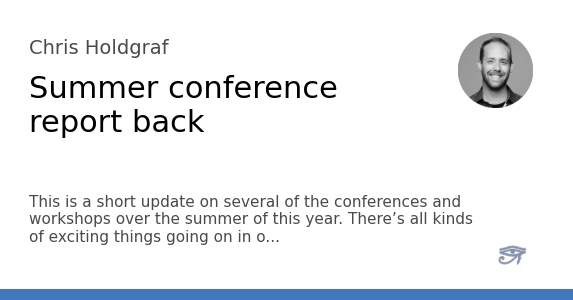 Chris Holdgraf
Summer conference
report back
This is a short update on several of the conferences and
workshops over the summer of this year. There’s all kinds
of exciting things going on in o...